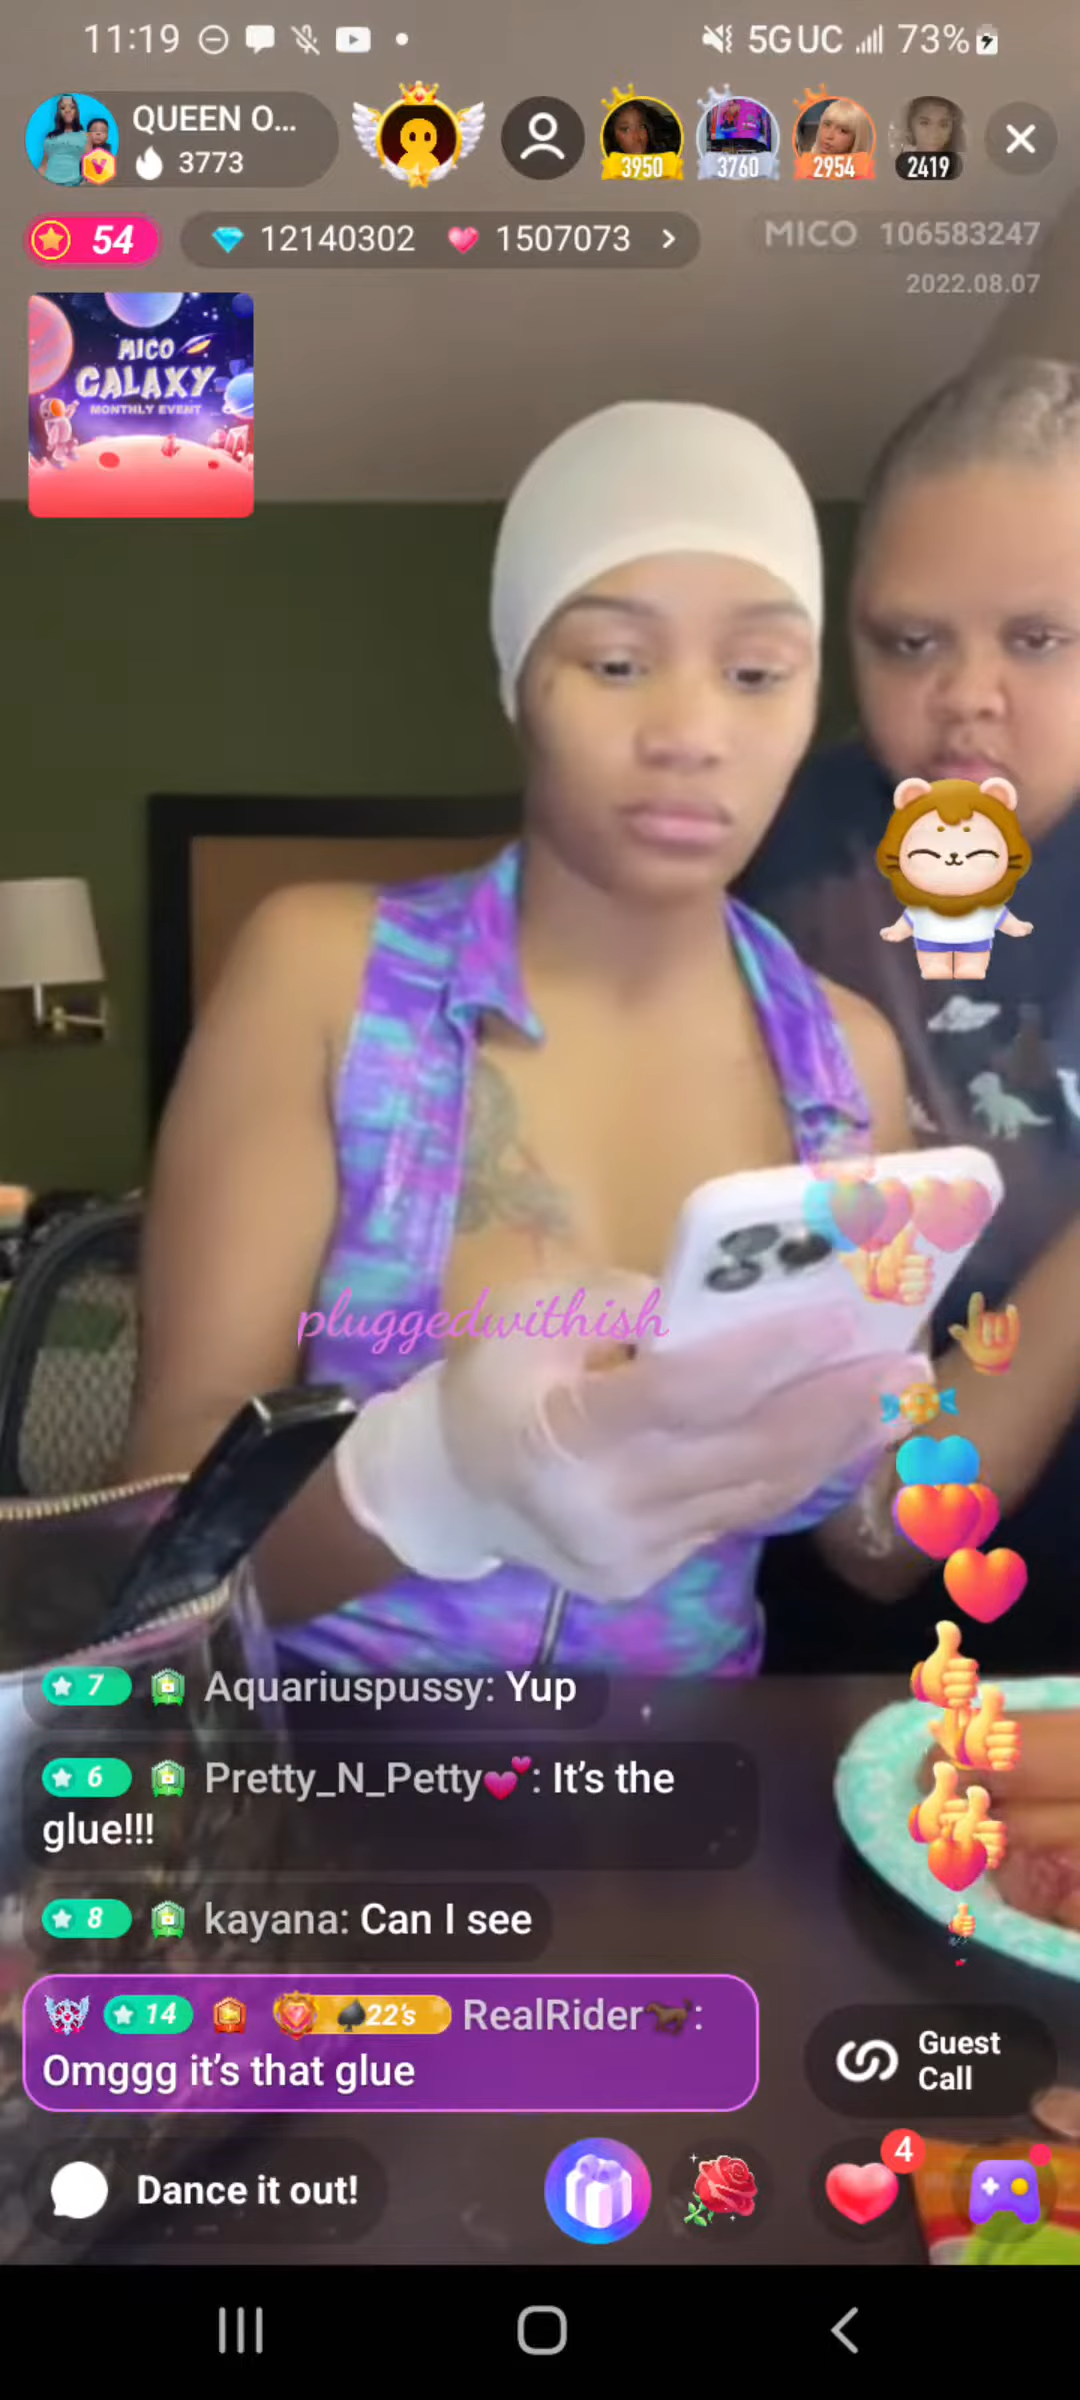 11:19
5G UC 73%
QUEEN O...
3773
3950
3760
2954
2419
54
12140302
1507073
MICO 106583247
2022.08.07
MICO
GALAXY
MONTHLY EVENT
pluggedwithish
7 Aquariuspussy: Yup
6 Pretty_N_Petty💕: It's the
glue!!!
8 kayana: Can I see
14 ♠22's RealRider🐎:
Omggg it's that glue
Guest
Call
Dance it out!
4